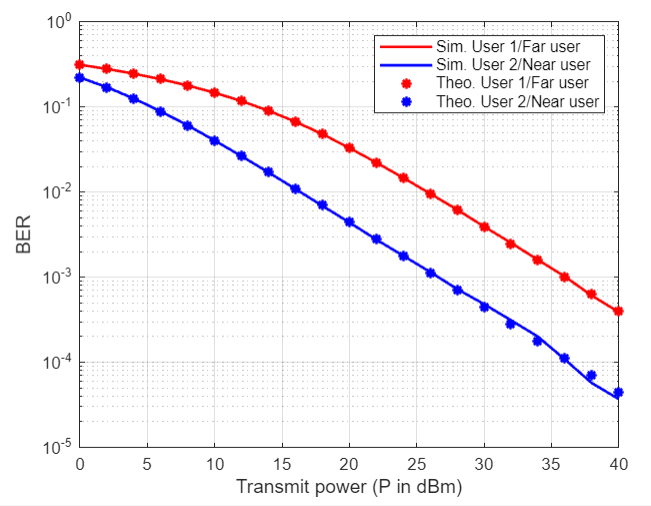 10^0
10^-1
10^-2
10^-3
10^-4
10^-5
BER
0 5 10 15 20 25 30 35 40
Transmit power (P in dBm)
Sim. User 1/Far user
Sim. User 2/Near user
Theo. User 1/Far user
Theo. User 2/Near user